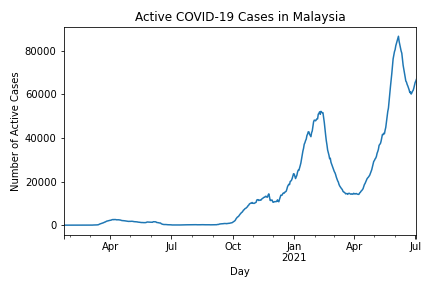 Active COVID-19 Cases in Malaysia
Number of Active Cases
80000
60000
40000
20000
0
Apr
Jul
Oct
Jan
2021
Apr
Jul
Day